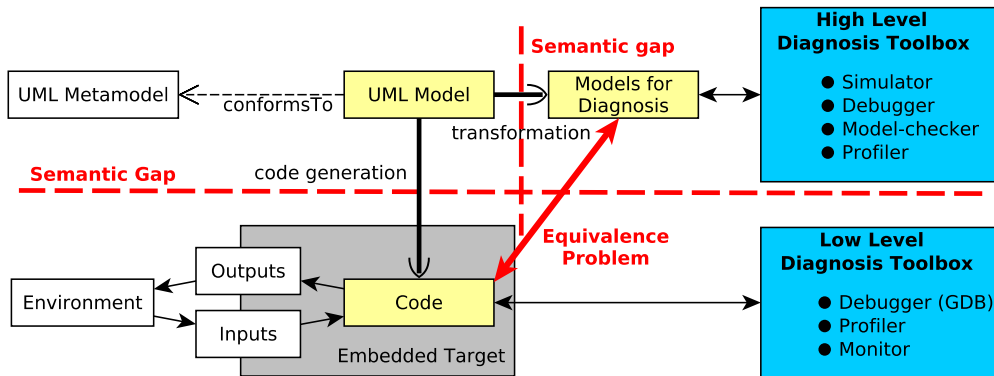 High Level
Diagnosis Toolbox
● Simulator
● Debugger
● Model-checker
● Profiler
Semantic gap
UML Metamodel
conformsTo
UML Model
transformation
Models for
Diagnosis
code generation
Semantic Gap
Equivalence
Problem
Low Level
Diagnosis Toolbox
● Debugger (GDB)
● Profiler
● Monitor
Environment
Outputs
Inputs
Code
Embedded Target